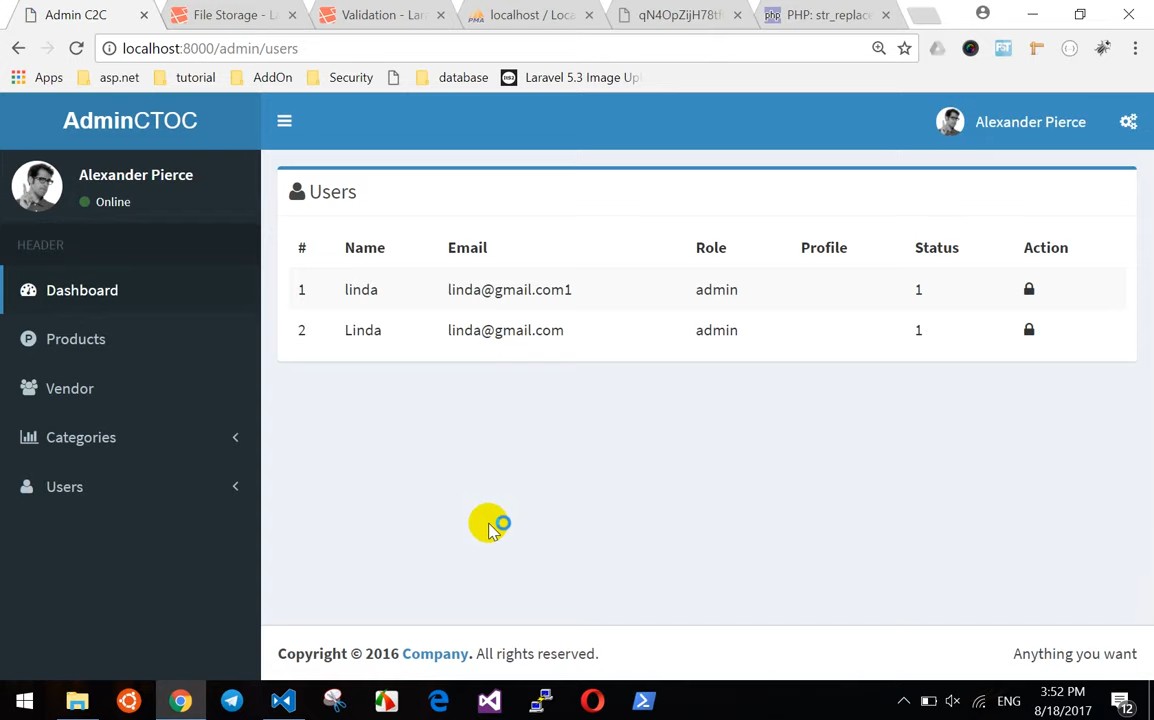 Admin C2C
File Storage - L
Validation - Lar
localhost / Loca
qN4OpZijH78tf
PHP: str_replace
localhost:8000/admin/users
Apps
asp.net
tutorial
AddOn
Security
database
Laravel 5.3 Image Up
AdminCTOC
Alexander Pierce
Alexander Pierce
Online
HEADER
Dashboard
Products
Vendor
Categories
Users
Users
# Name Email Role Profile Status Action
1 linda linda@gmail.com1 admin 1
2 Linda linda@gmail.com admin 1
Copyright © 2016 Company. All rights reserved.
Anything you want
ENG
3:52 PM
8/18/2017
12